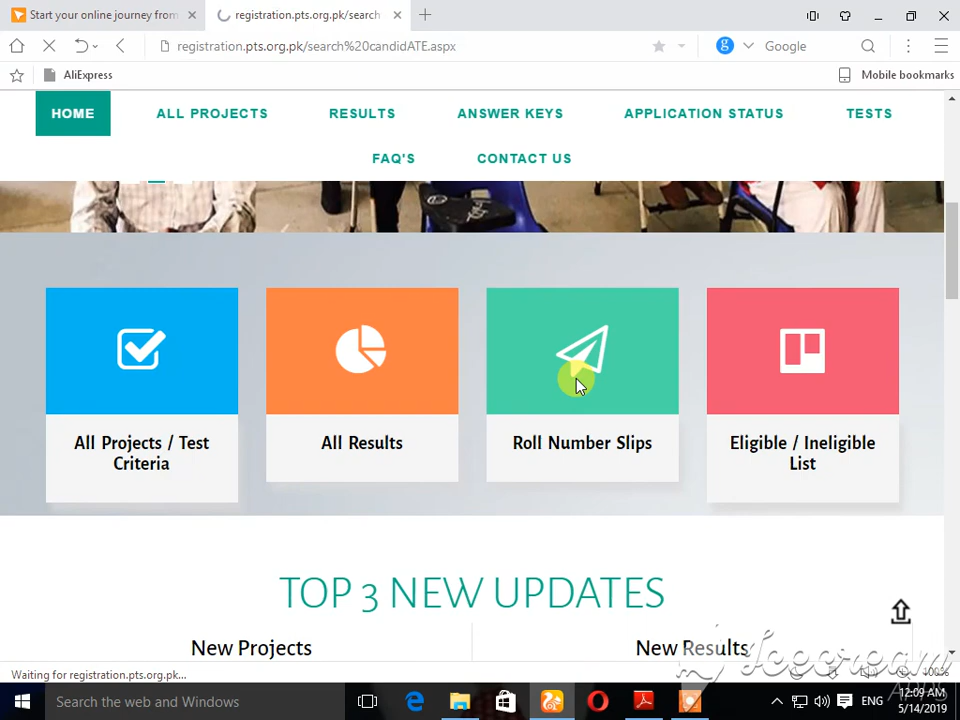 Start your online journey from
registration.pts.org.pk/search
registration.pts.org.pk/search%20candidATE.aspx
g
Google
AliExpress
Mobile bookmarks
HOME
ALL PROJECTS
RESULTS
ANSWER KEYS
APPLICATION STATUS
TESTS
FAQ'S
CONTACT US
All Projects / Test
Criteria
All Results
Roll Number Slips
Eligible / Ineligible
List
TOP 3 NEW UPDATES
New Projects
New Results
Icecream
Apps
Waiting for registration.pts.org.pk...
100%
Search the web and Windows
ENG
12:09 AM
5/14/2019